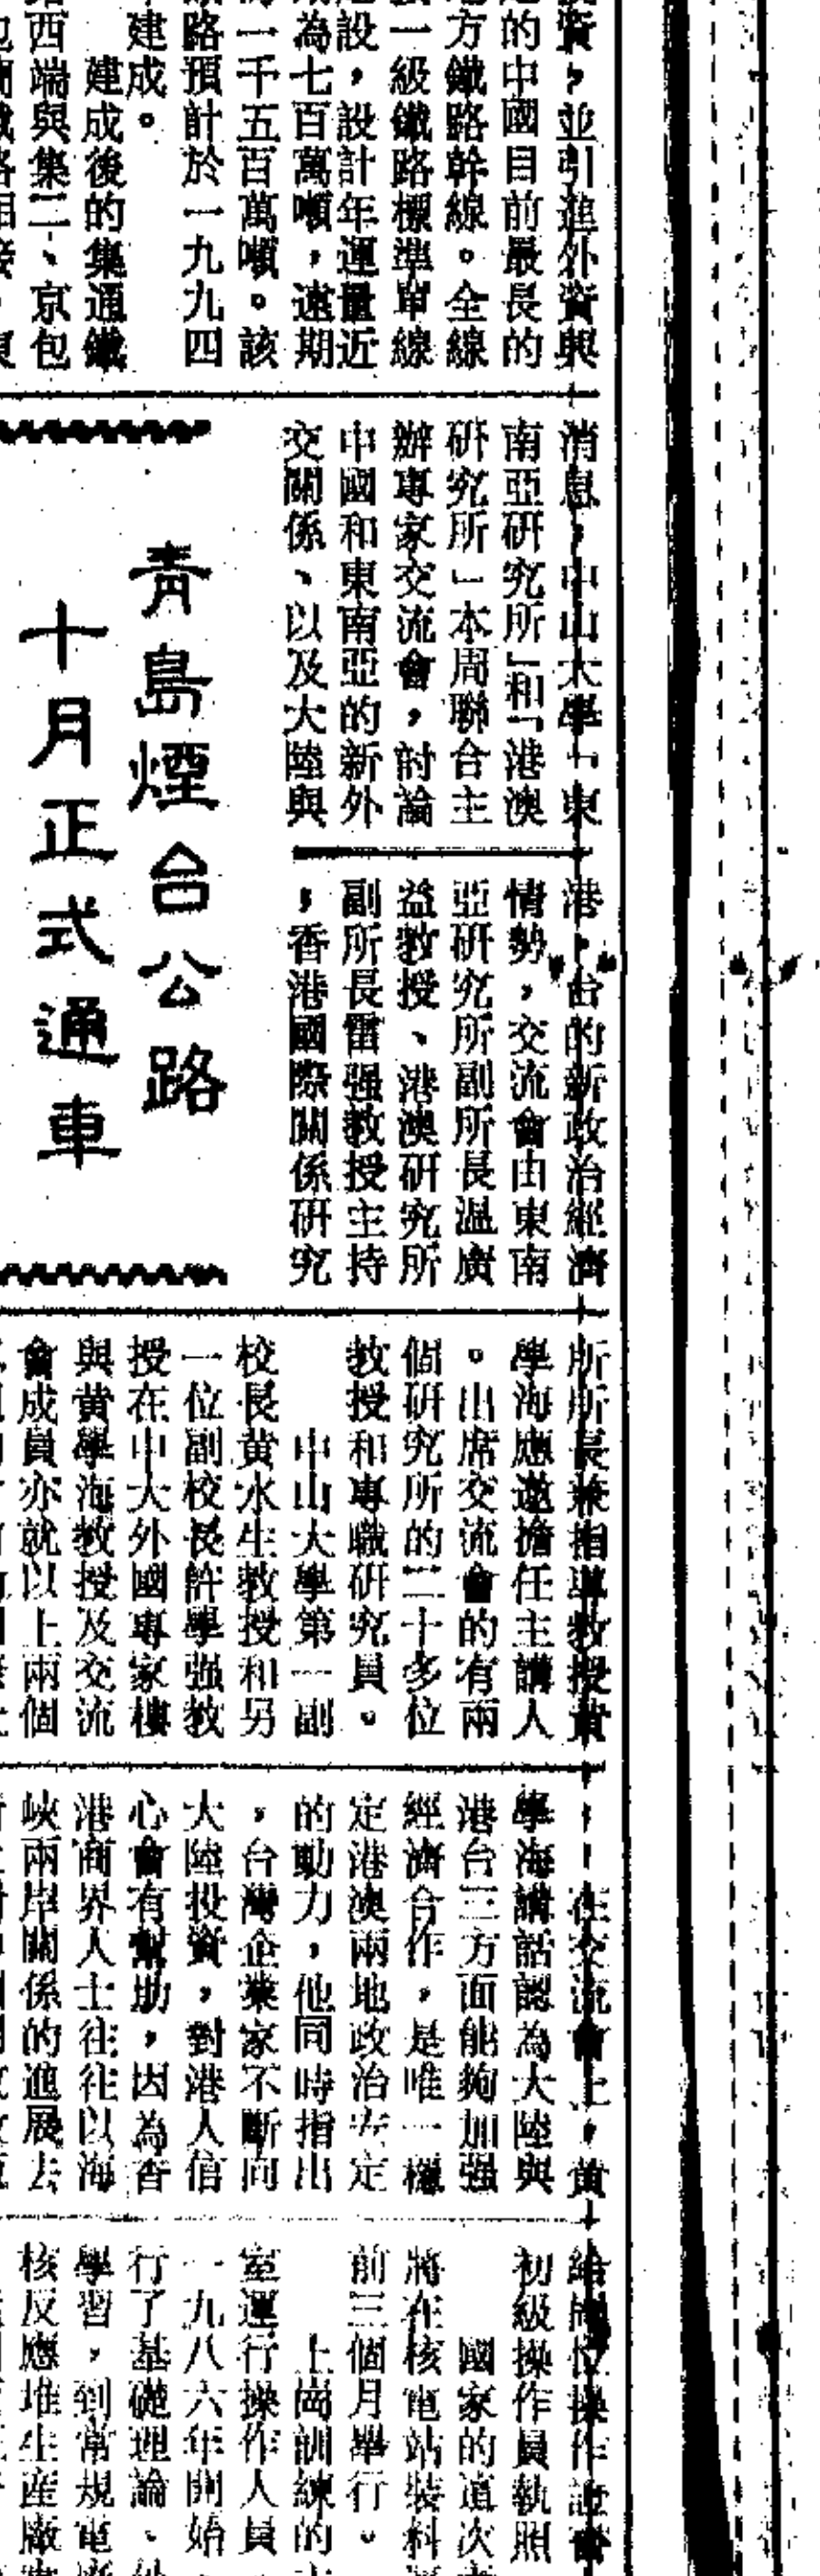 資，並引進外資與
的中國目前最長的
地方鐵路幹線。全線
一級鐵路標準單線
設，設計年運量近
為七百萬噸，遠期
一千五百萬噸。該
路預計於一九九四
建成。
建成後的集通鐵
西端與集二、京包
消息，中山大學「東
南亞研究所」和「港澳
研究所」本周聯合主
辦專家交流會，討論
中國和東南亞的新外
交關係、以及大陸與
港，台的新政治經濟
情勢，交流會由東南
亞研究所副所長溫廣
益教授、港澳研究所
副所長雷强教授主持
，香港國際關係研究
青島煙台公路
十月正式通車
所所長兼指導教授黃
學海應邀擔任主講人
。出席交流會的有兩
個研究所的二十多位
教授和專職研究員。
中山大學第一副
校長黃水生教授和另
一位副校長許學强教
授在中大外國專家樓
與黃學海教授及交流
會成員亦就以上兩個
在交流會上，黃
學海講話認為大陸與
港台三方面能夠加强
經濟合作，是唯一穩
定港澳兩地政治安定
的動力，他同時指出
，台灣企業家不斷向
大陸投資，對港人信
心會有幫助，因為香
港商界人士往往以海
峽兩岸關係的進展去
給崗位操作證書
初級操作員執照
國家的這次
將在核電站裝料
前三個月舉行。
上崗訓練的
室運行操作人員
一九八六年開始
行了基礎理論、
學習，到常規電
核反應堆生産廠